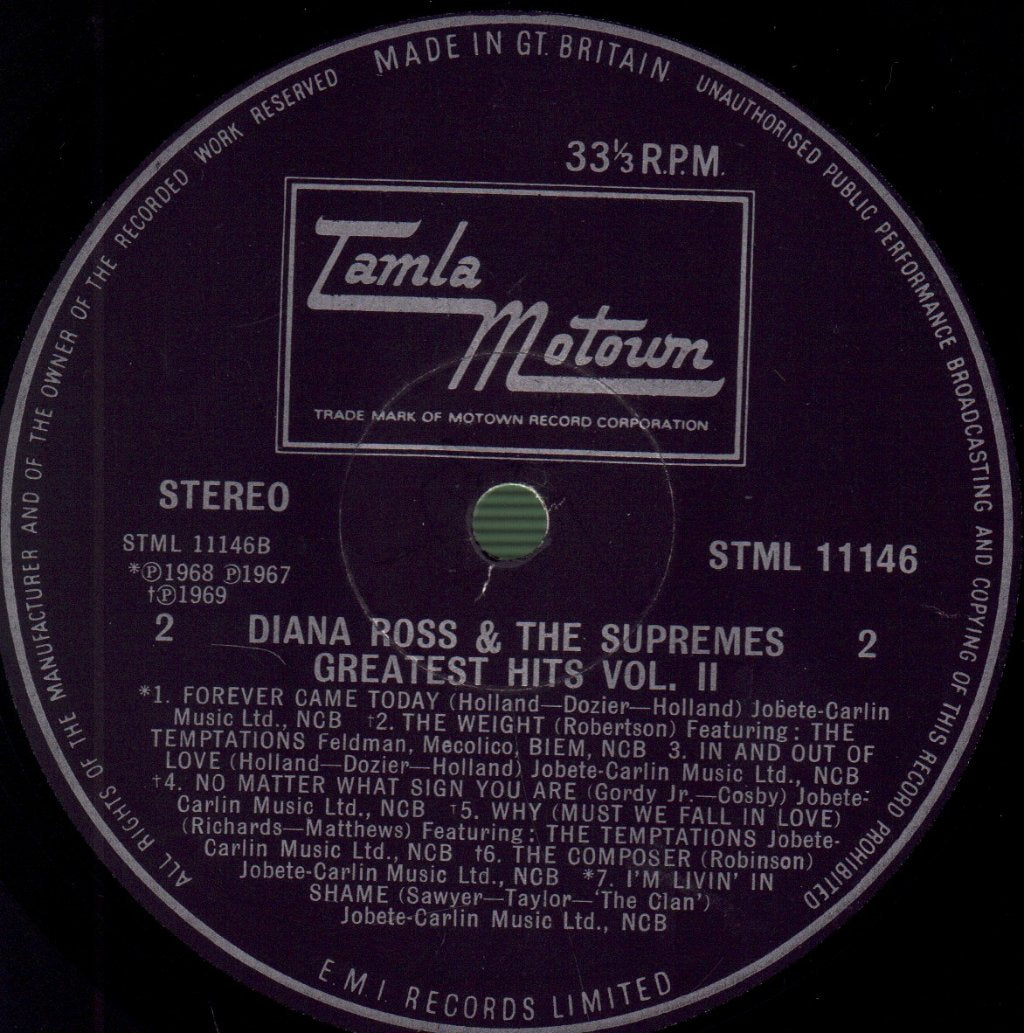 MADE IN GT. BRITAIN
UNAUTHORISED PUBLIC PERFORMANCE BROADCASTING AND COPYING OF THIS RECORD PROHIBITED
ALL RIGHTS OF THE MANUFACTURER AND OF THE OWNER OF THE RECORDED WORK RESERVED
33⅓ R.P.M.
Tamla
Motown
TRADE MARK OF MOTOWN RECORD CORPORATION
STEREO
STML 11146B
STML 11146
*℗1968 ℗1967
†℗1969
2 DIANA ROSS & THE SUPREMES 2
GREATEST HITS VOL. II
*1. FOREVER CAME TODAY (Holland—Dozier—Holland) Jobete-Carlin
Music Ltd., NCB †2. THE WEIGHT (Robertson) Featuring: THE
TEMPTATIONS Feldman, Mecolico, BIEM, NCB 3. IN AND OUT OF
LOVE (Holland—Dozier—Holland) Jobete-Carlin Music Ltd., NCB
†4. NO MATTER WHAT SIGN YOU ARE (Gordy Jr.—Cosby) Jobete-
Carlin Music Ltd., NCB †5. WHY (MUST WE FALL IN LOVE)
(Richards—Matthews) Featuring: THE TEMPTATIONS Jobete-
Carlin Music Ltd., NCB †6. THE COMPOSER (Robinson)
Jobete-Carlin Music Ltd., NCB *7. I'M LIVIN' IN
SHAME (Sawyer—Taylor—The Clan')
Jobete-Carlin Music Ltd., NCB
E.M.I. RECORDS LIMITED